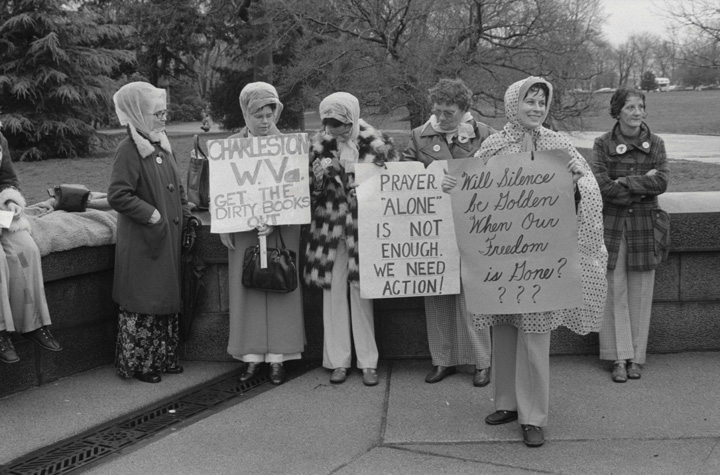 CHARLESTON
W Va.
GET THE
DIRTY BOOKS
OUT
PRAYER
"ALONE"
IS NOT
ENOUGH.
WE NEED
ACTION!
Will Silence
be Golden
When Our
Freedom
is Gone?
? ? ?